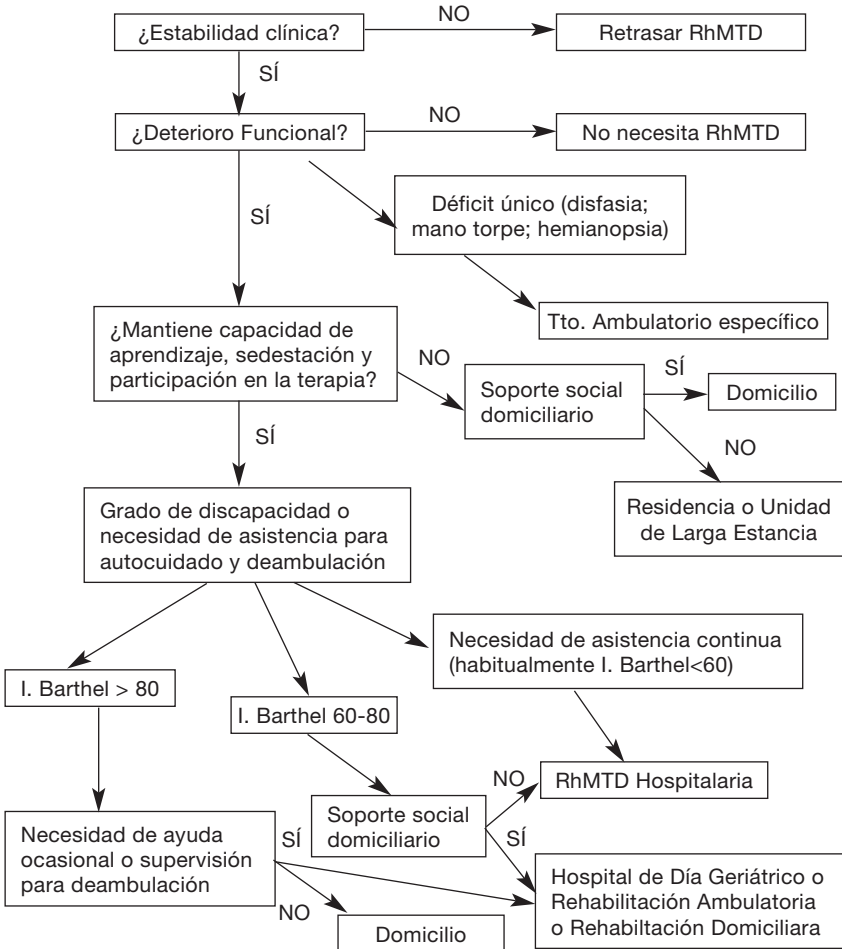 ¿Estabilidad clínica?
NO
Retrasar RhMTD
SÍ
¿Deterioro Funcional?
NO
No necesita RhMTD
SÍ
Déficit único (disfasia;
mano torpe; hemianopsia)
Tto. Ambulatorio específico
¿Mantiene capacidad de
aprendizaje, sedestación y
participación en la terapia?
NO
Soporte social
domiciliario
SÍ
Domicilio
NO
Residencia o Unidad
de Larga Estancia
SÍ
Grado de discapacidad o
necesidad de asistencia para
autocuidado y deambulación
I. Barthel > 80
I. Barthel 60-80
Necesidad de asistencia continua
(habitualmente I. Barthel<60)
RhMTD Hospitalaria
Soporte social
domiciliario
NO
SÍ
Necesidad de ayuda
ocasional o supervisión
para deambulación
SÍ
NO
Domicilio
Hospital de Día Geriátrico o
Rehabilitación Ambulatoria
o Rehabiltación Domiciliara